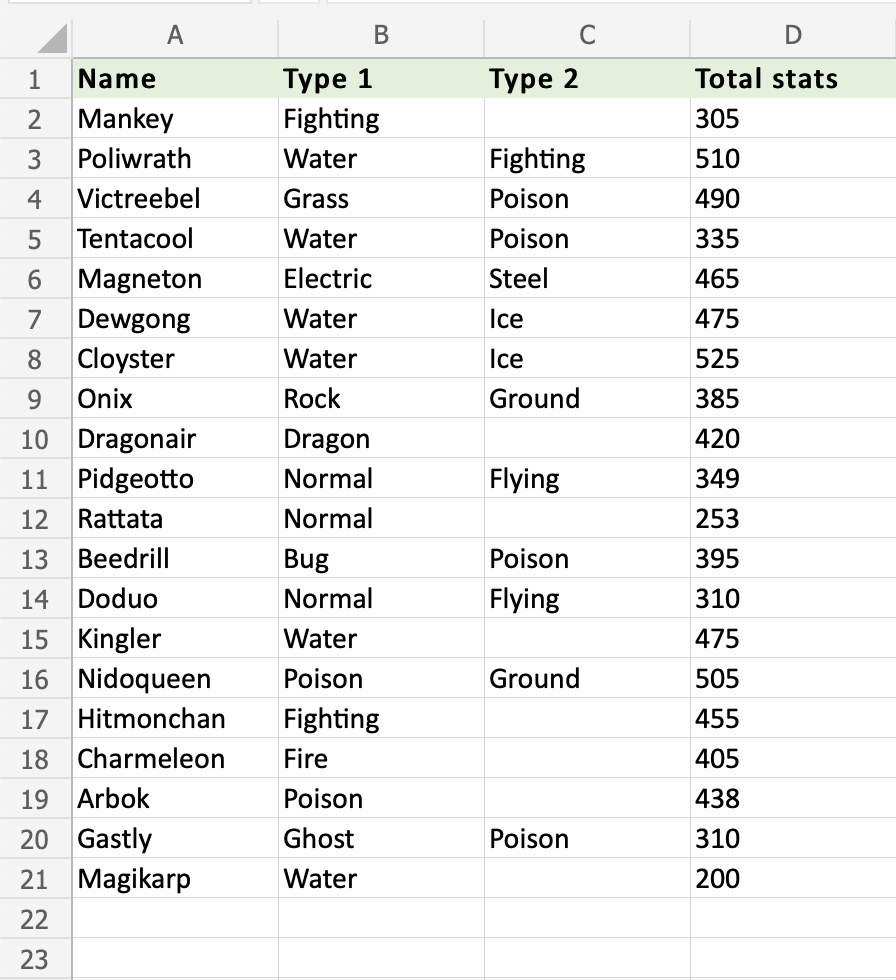 A B C D
1 Name Type 1 Type 2 Total stats
2 Mankey Fighting 305
3 Poliwrath Water Fighting 510
4 Victreebel Grass Poison 490
5 Tentacool Water Poison 335
6 Magneton Electric Steel 465
7 Dewgong Water Ice 475
8 Cloyster Water Ice 525
9 Onix Rock Ground 385
10 Dragonair Dragon 420
11 Pidgeotto Normal Flying 349
12 Rattata Normal 253
13 Beedrill Bug Poison 395
14 Doduo Normal Flying 310
15 Kingler Water 475
16 Nidoqueen Poison Ground 505
17 Hitmonchan Fighting 455
18 Charmeleon Fire 405
19 Arbok Poison 438
20 Gastly Ghost Poison 310
21 Magikarp Water 200
22
23